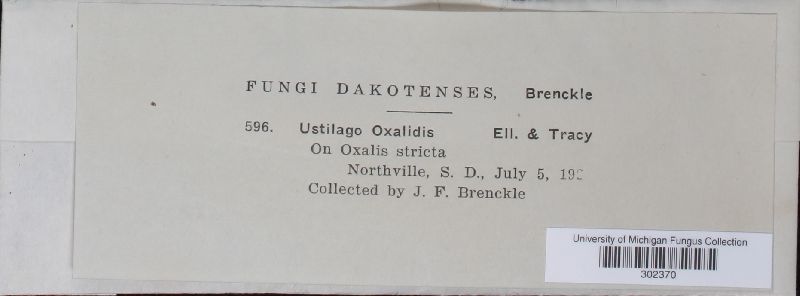 FUNGI DAKOTENSES, Brenckle
596. Ustilago Oxalidis Ell. & Tracy
On Oxalis stricta
Northville, S. D., July 5,
Collected by J. F. Brenckle
University of Michigan Fungus Collection
302370